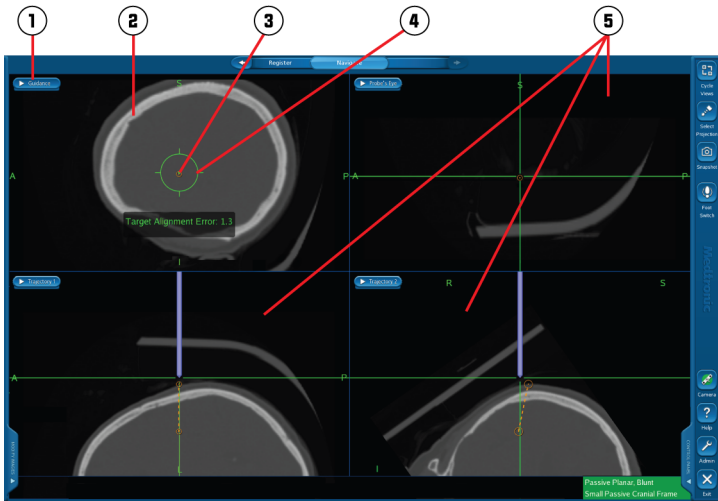 1
2
3
4
5
Register
Navigate
Guidance
S
A
P
Target Alignment Error: 1.3
I
Probe's Eye
S
A
P
Cycle
Views
Select
Projection
Snapshot
Foot
Switch
Medtronic
Trajectory 1
A
P
L
Trajectory 2
R
S
I
Camera
?
Help
Admin
Exit
Passive Planar, Blunt
Small Passive Cranial Frame